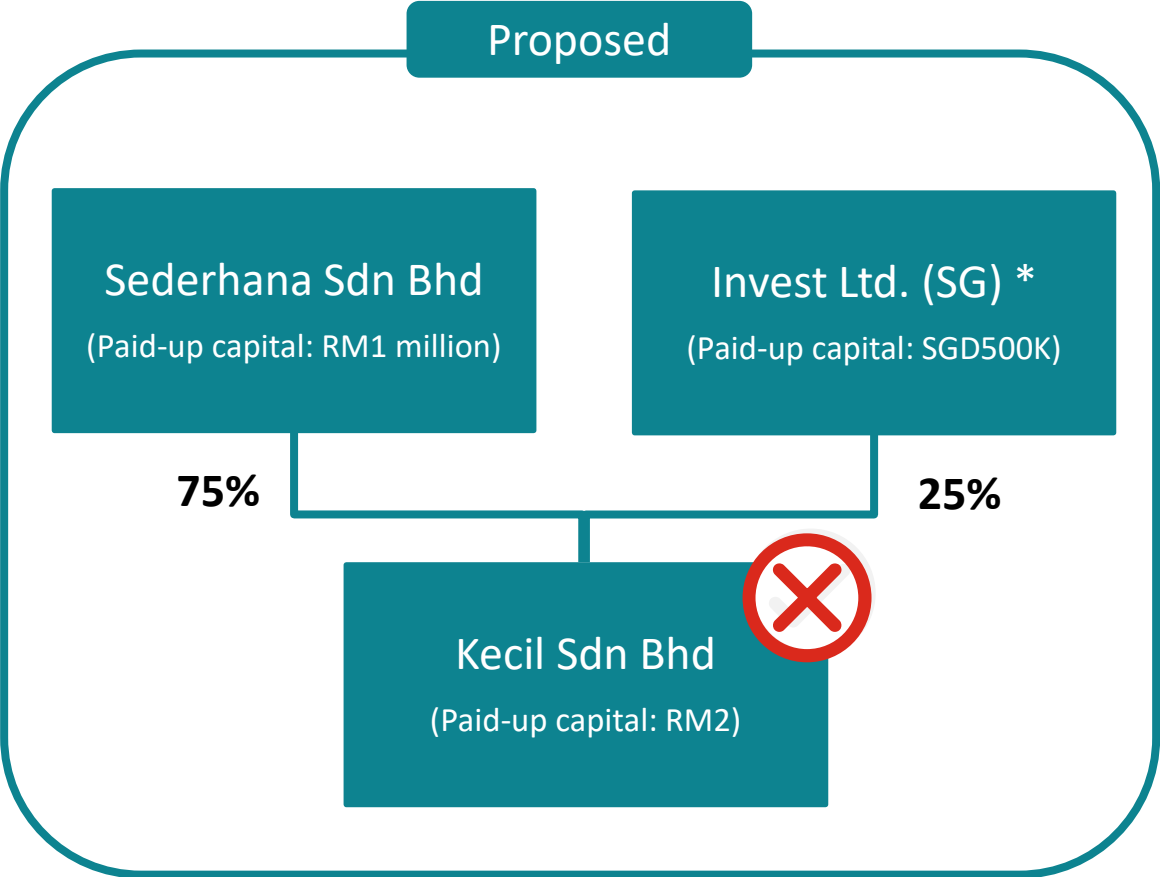 Proposed
Sederhana Sdn Bhd
(Paid-up capital: RM1 million)
Invest Ltd. (SG) *
(Paid-up capital: SGD500K)
75%
25%
Kecil Sdn Bhd
(Paid-up capital: RM2)